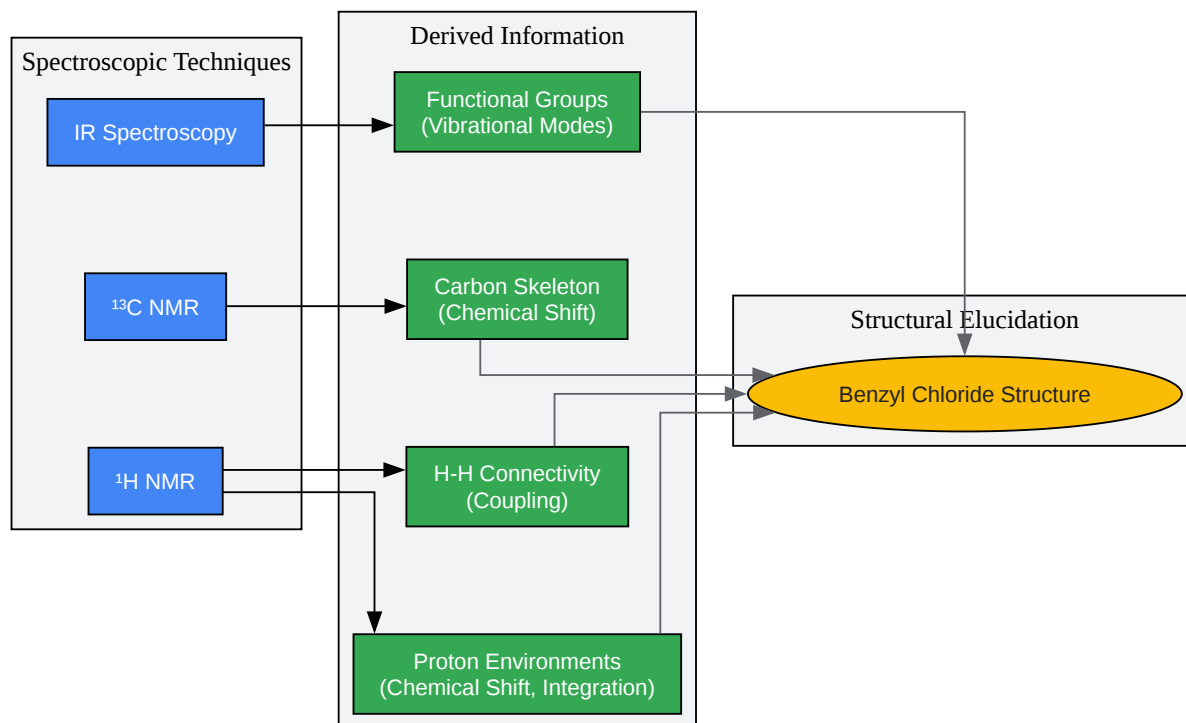 Spectroscopic Techniques
IR Spectroscopy
¹³C NMR
¹H NMR
Derived Information
Functional Groups
(Vibrational Modes)
Carbon Skeleton
(Chemical Shift)
H-H Connectivity
(Coupling)
Proton Environments
(Chemical Shift, Integration)
Structural Elucidation
Benzyl Chloride Structure